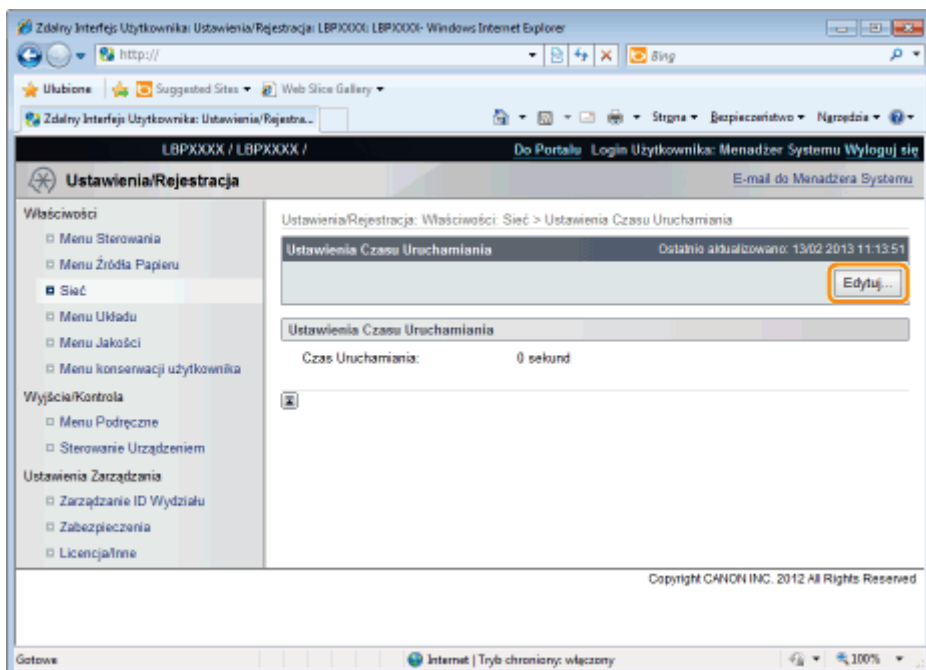 Zdalny Interfejs Użytkownika: Ustawienia/Rejestracja: LBPXXXX: LBPXXXX- Windows Internet Explorer
http://
Bing
Ulubione Suggested Sites Web Slice Gallery
Zdalny Interfejs Użytkownika: Ustawienia/Rejestra... Strona Bezpieczeństwo Narzędzia
LBPXXXX / LBPXXXX / Do Portalu Login Użytkownika: Menadżer Systemu Wyloguj się
Ustawienia/Rejestracja E-mail do Menadżera Systemu
Właściwości
Menu Sterowania
Menu Źródła Papieru
Sieć
Menu Układu
Menu Jakości
Menu konserwacji użytkownika
Wyjście/Kontrola
Menu Podręczne
Sterowanie Urządzeniem
Ustawienia Zarządzania
Zarządzanie ID Wydziału
Zabezpieczenia
Licencja/Inne
Ustawienia/Rejestracja: Właściwości: Sieć > Ustawienia Czasu Uruchamiania
Ustawienia Czasu Uruchamiania Ostatnio aktualizowano: 13/02 2013 11:13:51
Edytuj...
Ustawienia Czasu Uruchamiania
Czas Uruchamiania: 0 sekund
Copyright CANON INC. 2012 All Rights Reserved
Gotowe Internet | Tryb chroniony: włączony 100%